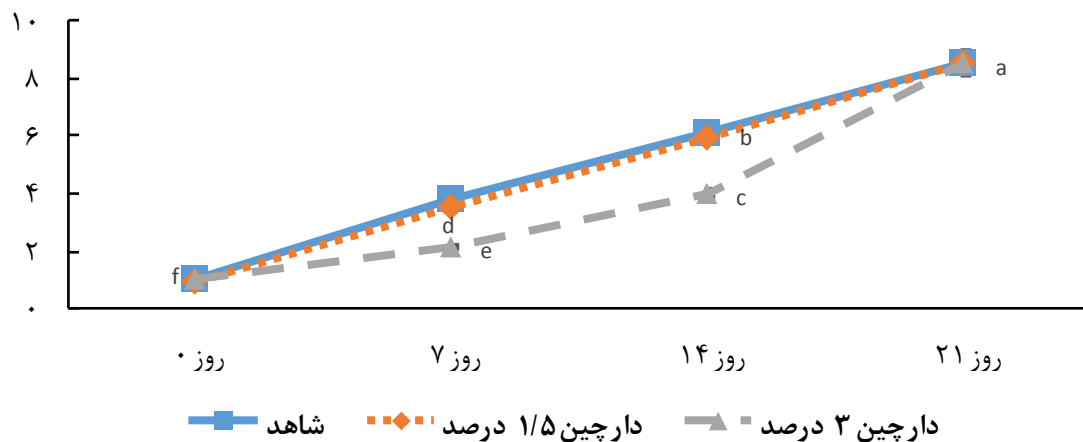 ۱۰
۸
۶
۴
۲
۰
a
b
c
d
e
f
روز ۰
روز ۷
روز ۱۴
روز ۲۱
شاهد
دارچین ۱/۵ درصد
دارچین ۳ درصد